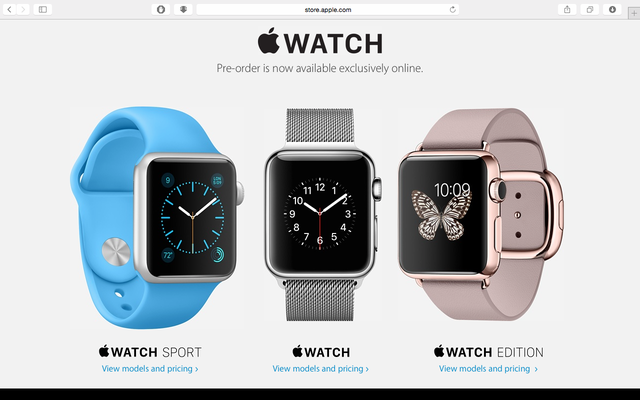 store.apple.com
WATCH
Pre-order is now available exclusively online.
9
72°
12
11 1
10 2
9 3
8 4
7 5
6
10:09
WATCH SPORT
View models and pricing >
WATCH
View models and pricing >
WATCH EDITION
View models and pricing >